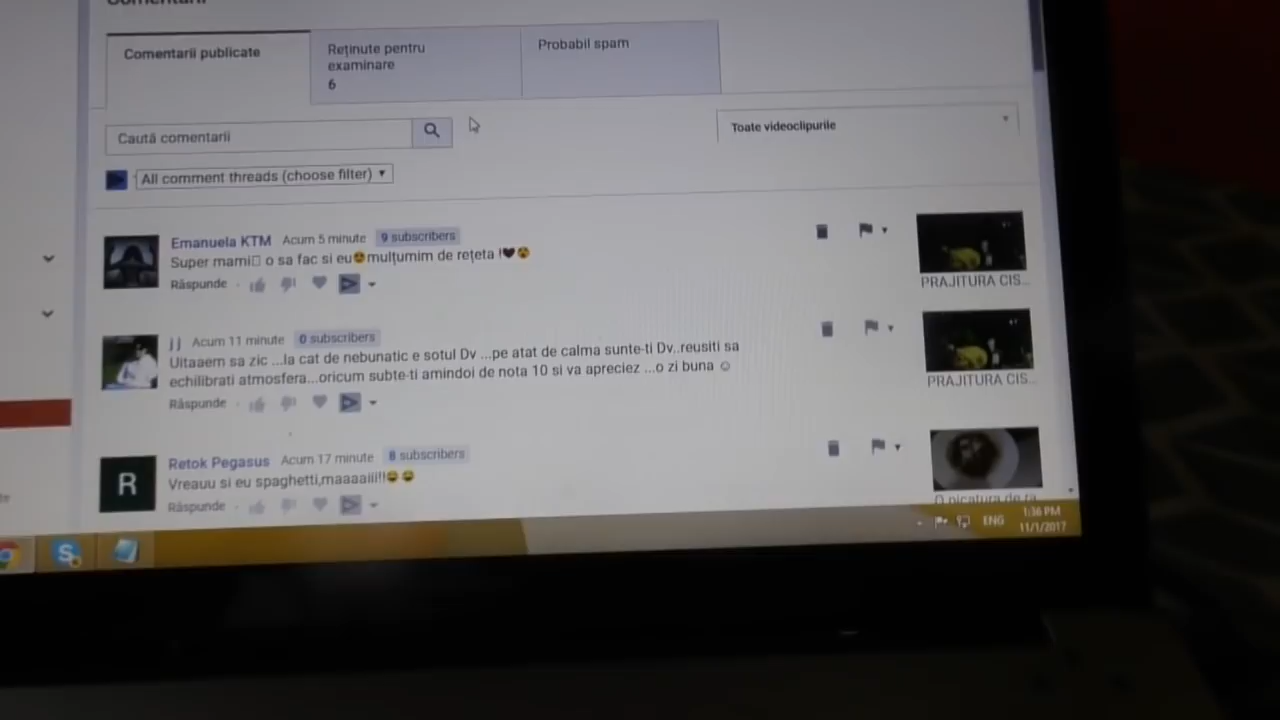 Comentarii publicate
Reținute pentru
examinare
6
Probabil spam
Caută comentarii
Toate videoclipurile
All comment threads (choose filter)
Emanuela KTM Acum 5 minute 9 subscribers
Super mami o sa fac si eu😍mulțumim de rețeta !♥😍
Răspunde
PRAJITURA CIS...
j j Acum 11 minute 0 subscribers
Uitaaem sa zic ...la cat de nebunatic e sotul Dv ...pe atat de calma sunte-ti Dv..reusiti sa
echilibrati atmosfera...oricum subte-ti amindoi de nota 10 si va apreciez ...o zi buna ☺
Răspunde
PRAJITURA CIS...
R
Retok Pegasus Acum 17 minute 8 subscribers
Vreauu si eu spaghetti,maaaaiii!!😂😂
Răspunde
O picatura de
ENG
1:36 PM
11/1/2017